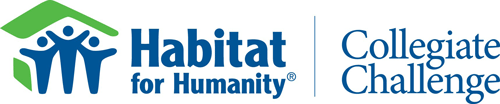 Habitat
for Humanity®
Collegiate
Challenge